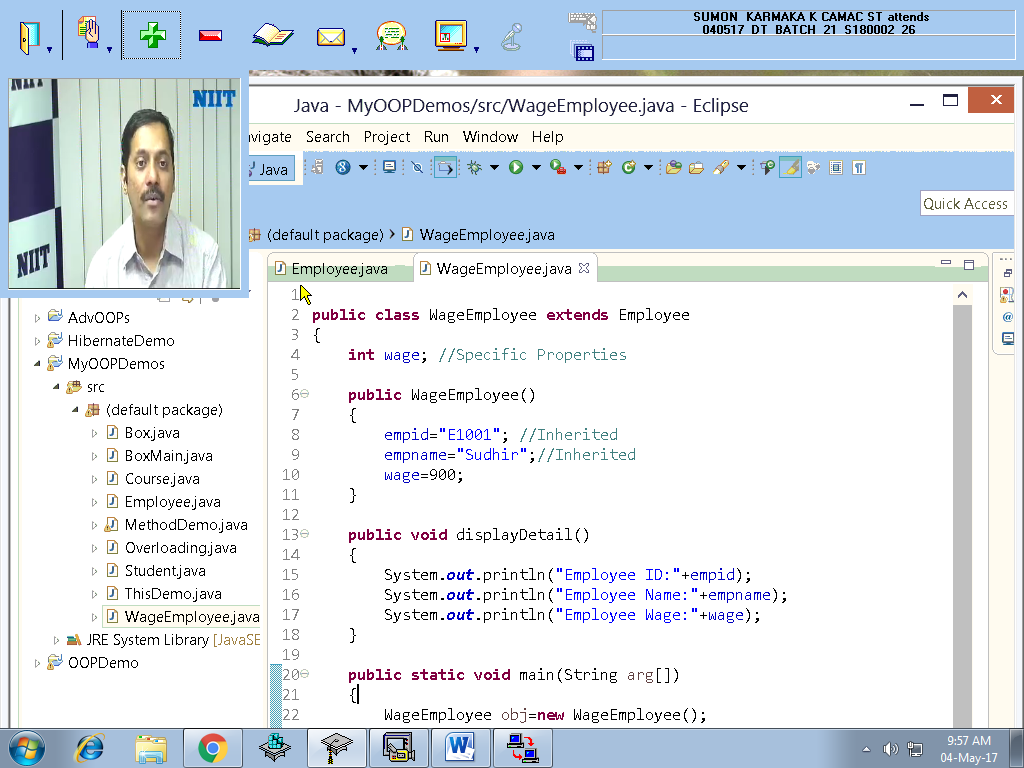 SUMON KARMAKA K CAMAC ST attends
040517 DT BATCH 21 S180002 26
NIIT
NIIT
Java - MyOOPDemos/src/WageEmployee.java - Eclipse
vigate Search Project Run Window Help
Java
Quick Access
(default package) WageEmployee.java
Employee.java WageEmployee.java
AdvOOPs
HibernateDemo
MyOOPDemos
src
(default package)
Box.java
BoxMain.java
Course.java
Employee.java
MethodDemo.java
Overloading.java
Student.java
ThisDemo.java
WageEmployee.java
JRE System Library [JavaSE
OOPDemo
1
2 public class WageEmployee extends Employee
3 {
4 int wage; //Specific Properties
5
6 public WageEmployee()
7 {
8 empid="E1001"; //Inherited
9 empname="Sudhir";//Inherited
10 wage=900;
11 }
12
13 public void displayDetail()
14 {
15 System.out.println("Employee ID:"+empid);
16 System.out.println("Employee Name:"+empname);
17 System.out.println("Employee Wage:"+wage);
18 }
19
20 public static void main(String arg[])
21 {
22 WageEmployee obj=new WageEmployee();
9:57 AM
04-May-17